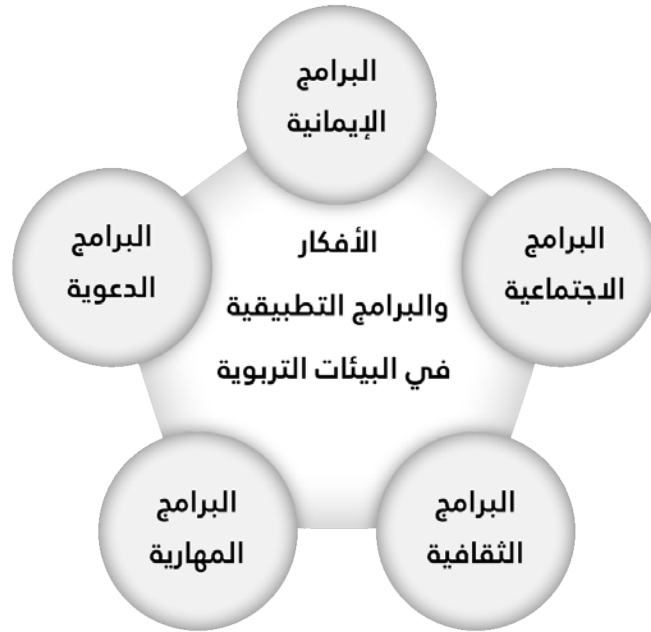 البرامج
الإيمانية
البرامج
الاجتماعية
البرامج
الدعوية
الأفكار
والبرامج التطبيقية
في البيئات التربوية
البرامج
الثقافية
البرامج
المهارية